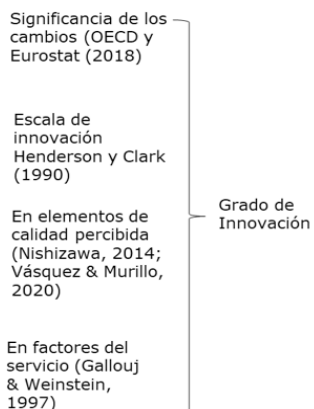 Significancia de los
cambios (OECD y
Eurostat (2018)
Escala de
innovación
Henderson y Clark
(1990)
En elementos de
calidad percibida
(Nishizawa, 2014;
Vásquez & Murillo,
2020)
En factores del
servicio (Gallouj
& Weinstein,
1997)
Grado de
Innovación